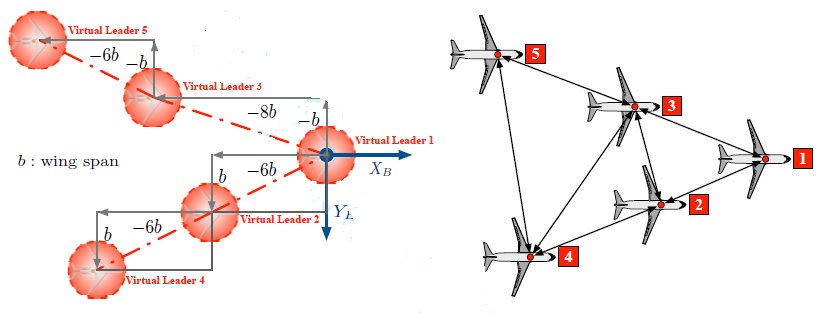 Virtual Leader 5
−6b
−b
Virtual Leader 3
−8b
−b
Virtual Leader 1
b : wing span
−6b
X_B
b
Virtual Leader 2
Y_b
−6b
b
Virtual Leader 4
5
3
1
2
4